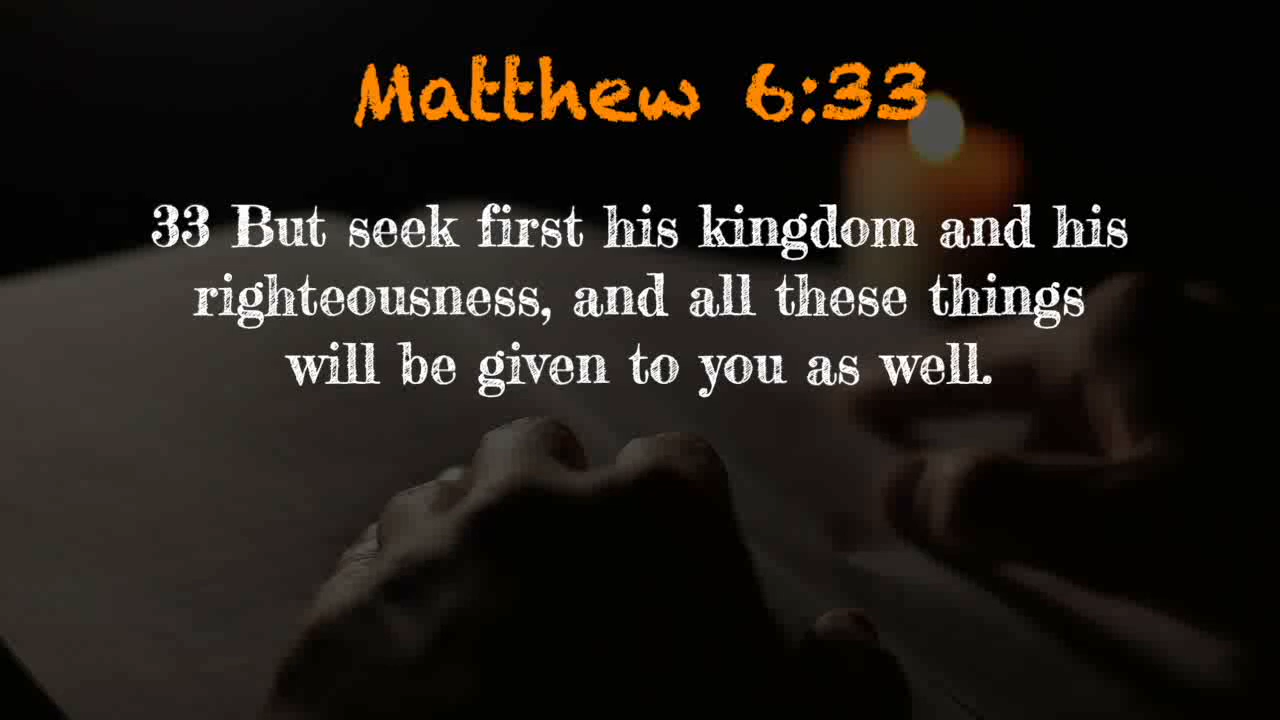 Matthew 6:33
33 But seek first his kingdom and his
righteousness, and all these things
will be given to you as well.